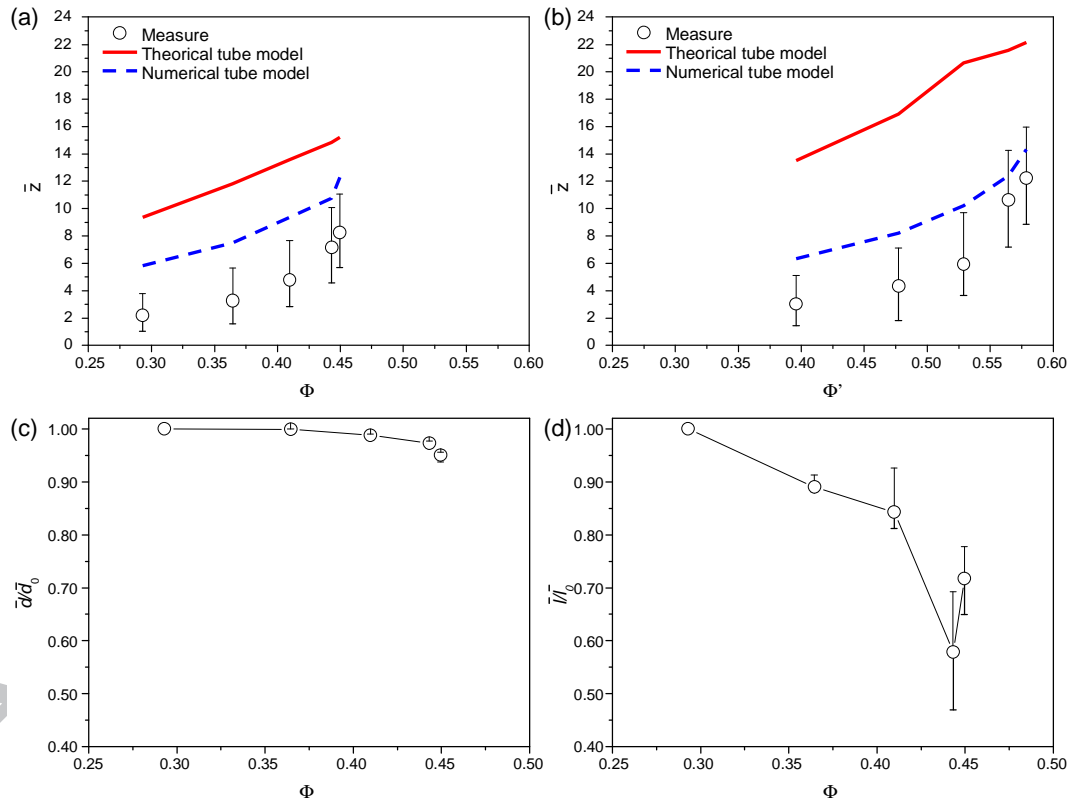 (a)
24
22
20
18
16
14
12
10
8
6
4
2
0
z̄
Measure
Theorical tube model
Numerical tube model
0.25 0.30 0.35 0.40 0.45 0.50 0.55 0.60
Φ
(b)
24
22
20
18
16
14
12
10
8
6
4
2
0
z̄
Measure
Theorical tube model
Numerical tube model
0.25 0.30 0.35 0.40 0.45 0.50 0.55 0.60
Φ'
(c)
1.00
0.90
0.80
0.70
0.60
0.50
0.40
d̄/d̄₀
0.25 0.30 0.35 0.40 0.45 0.50
Φ
(d)
1.00
0.90
0.80
0.70
0.60
0.50
0.40
l̄/l̄₀
0.25 0.30 0.35 0.40 0.45 0.50
Φ